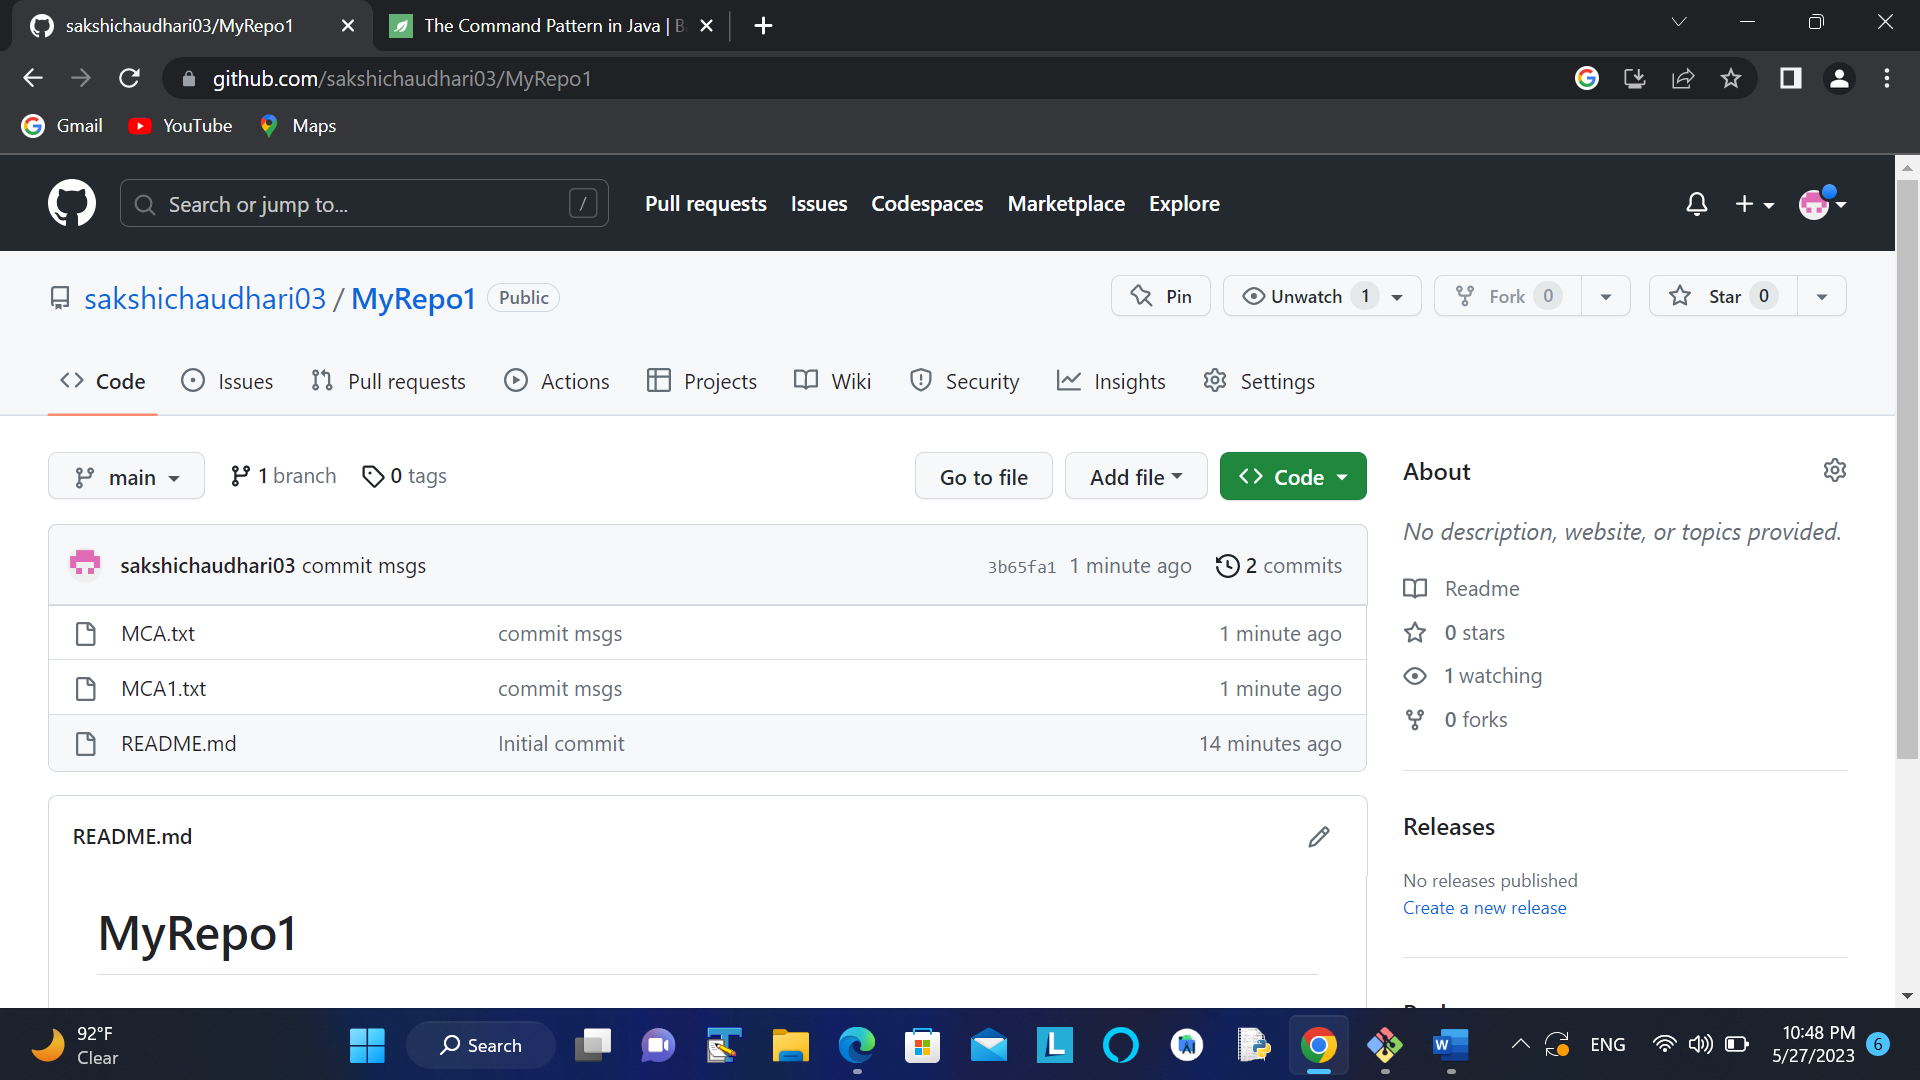 sakshichaudhari03/MyRepo1
The Command Pattern in Java | B
github.com/sakshichaudhari03/MyRepo1
Gmail YouTube Maps
Search or jump to... /
Pull requests Issues Codespaces Marketplace Explore
sakshichaudhari03 / MyRepo1 Public
Pin Unwatch 1 Fork 0 Star 0
Code Issues Pull requests Actions Projects Wiki Security Insights Settings
main 1 branch 0 tags Go to file Add file Code
sakshichaudhari03 commit msgs 3b65fa1 1 minute ago 2 commits
MCA.txt commit msgs 1 minute ago
MCA1.txt commit msgs 1 minute ago
README.md Initial commit 14 minutes ago
README.md
MyRepo1
About
No description, website, or topics provided.
Readme
0 stars
1 watching
0 forks
Releases
No releases published
Create a new release
92°F
Clear
Search
L
AI
W
ENG
10:48 PM
5/27/2023
6